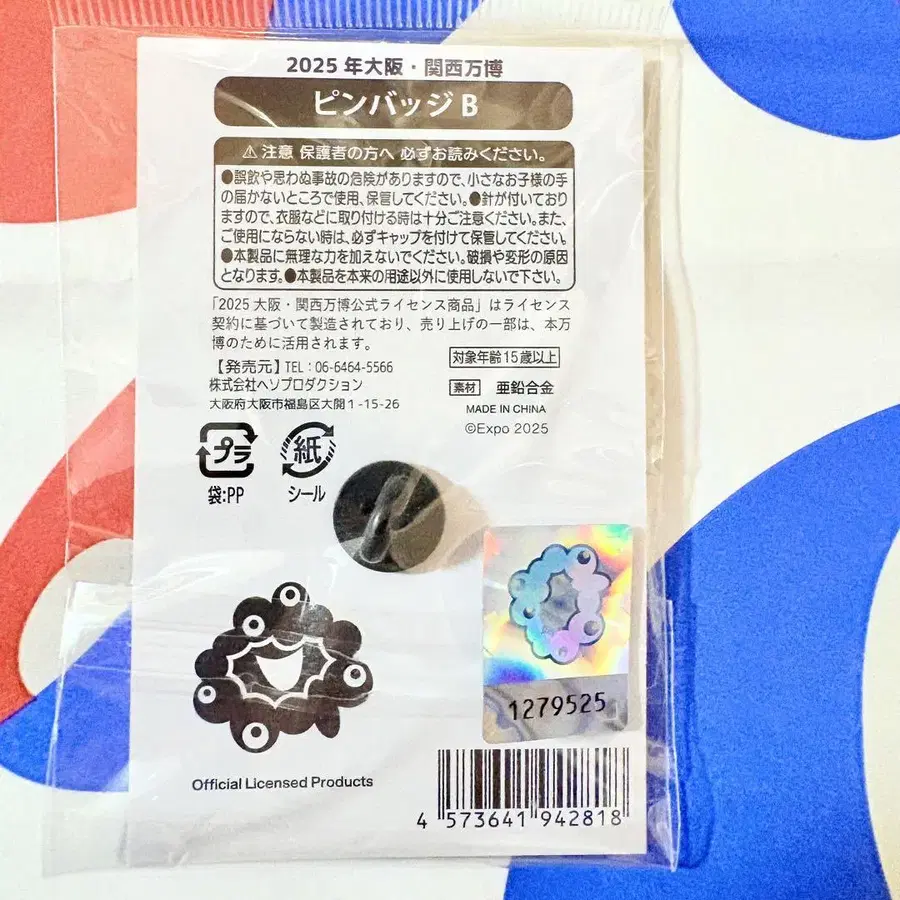 2025 年大阪・関西万博
ピンバッジ B
⚠ 注意 保護者の方へ 必ずお読みください。
●誤飲や思わぬ事故の危険がありますので、小さなお子様の手
の届かないところで使用、保管してください。●針が付いており
ますので、衣服などに取り付ける時は十分ご注意ください。また、
ご使用にならない時は、必ずキャップを付けて保管してください。
●本製品に無理な力を加えないでください。破損や変形の原因
となります。●本製品を本来の用途以外に使用しないで下さい。
「2025 大阪・関西万博公式ライセンス商品」はライセンス
契約に基づいて製造されており、売り上げの一部は、本万
博のために活用されます。
【発売元】TEL：06-6464-5566
株式会社ヘソプロダクション
大阪府大阪市福島区大開1-15-26
対象年齢15歳以上
素材 亜鉛合金
MADE IN CHINA
©Expo 2025
プラ
袋:PP
紙
シール
1279525
Official Licensed Products
4 573641 942818